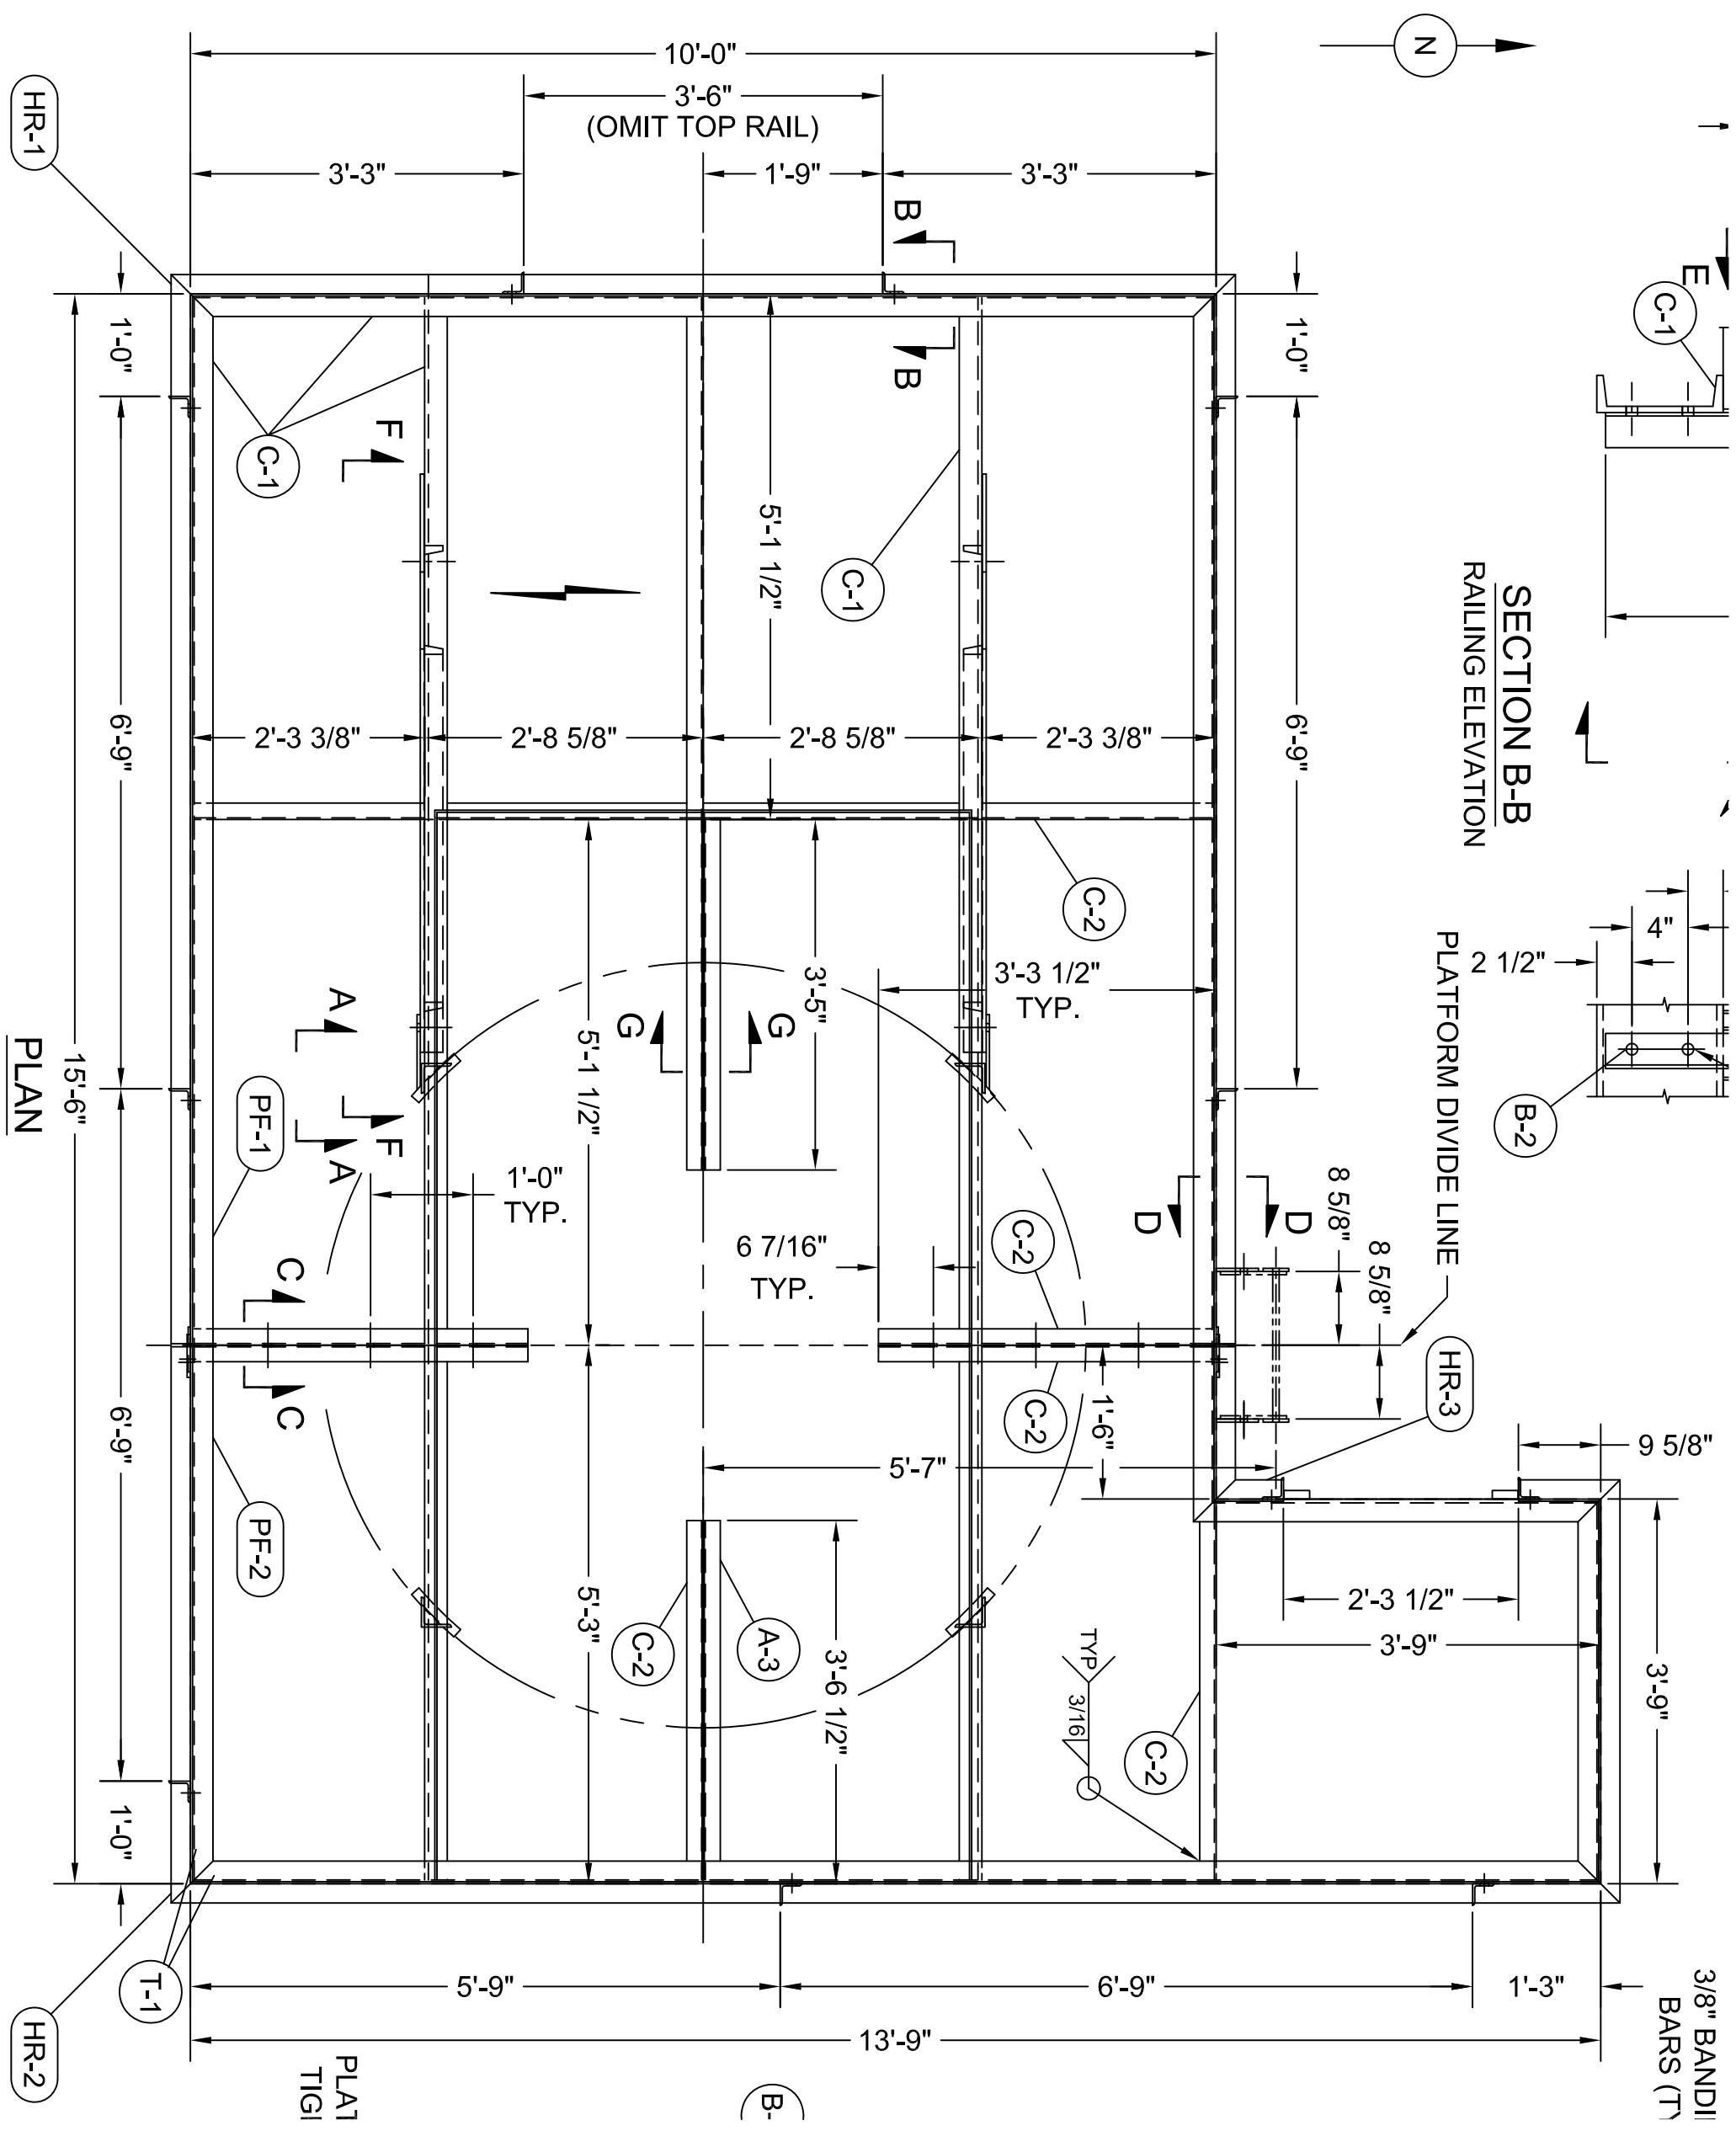 N
10'-0"
3'-6"
(OMIT TOP RAIL)
3'-3"
1'-9"
3'-3"
HR-1
B
B
E
C-1
1'-0"
1'-0"
F
C-1
C-1
5'-1 1/2"
SECTION B-B
RAILING ELEVATION
6'-9"
6'-9"
2'-3 3/8"
2'-8 5/8"
2'-8 5/8"
2'-3 3/8"
C-2
4"
2 1/2"
B-2
PLATFORM DIVIDE LINE
3'-5"
3'-3 1/2"
TYP.
A
G
G
5'-1 1/2"
PLAN
15'-6"
PF-1
F
A
1'-0"
TYP.
6 7/16"
TYP.
C-2
D
D
8 5/8"
8 5/8"
C
C
C-2
1'-6"
HR-3
9 5/8"
6'-9"
5'-7"
PF-2
5'-3"
C-2
A-3
3'-6 1/2"
2'-3 1/2"
3'-9"
3'-9"
TYP
3/16
C-2
1'-0"
T-1
HR-2
5'-9"
6'-9"
1'-3"
13'-9"
3/8" BANDI
BARS (TY
PLAT
TIGI
B-